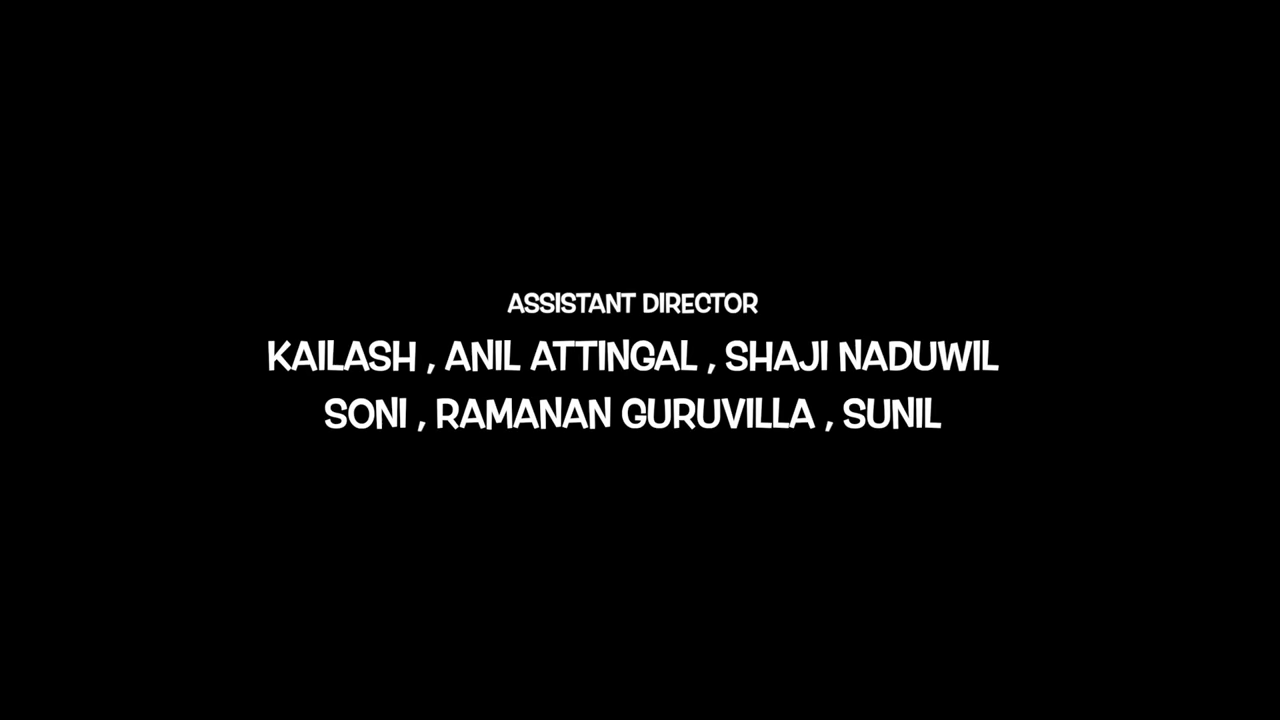 ASSISTANT DIRECTOR
KAILASH , ANIL ATTINGAL , SHAJI NADUWIL
SONI , RAMANAN GURUVILLA , SUNIL